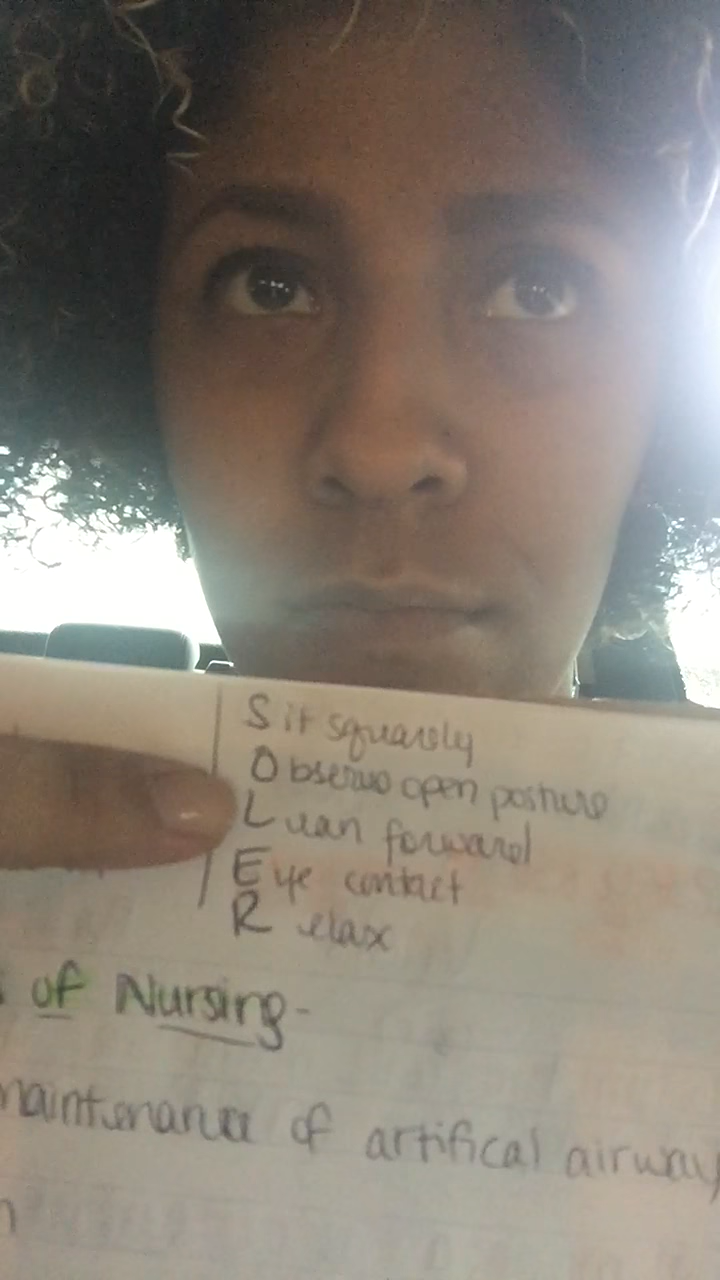 Sit squarely
Observe open posture
Lean forward
Eye contact
Relax
of Nursing-
maintenance of artifical airway